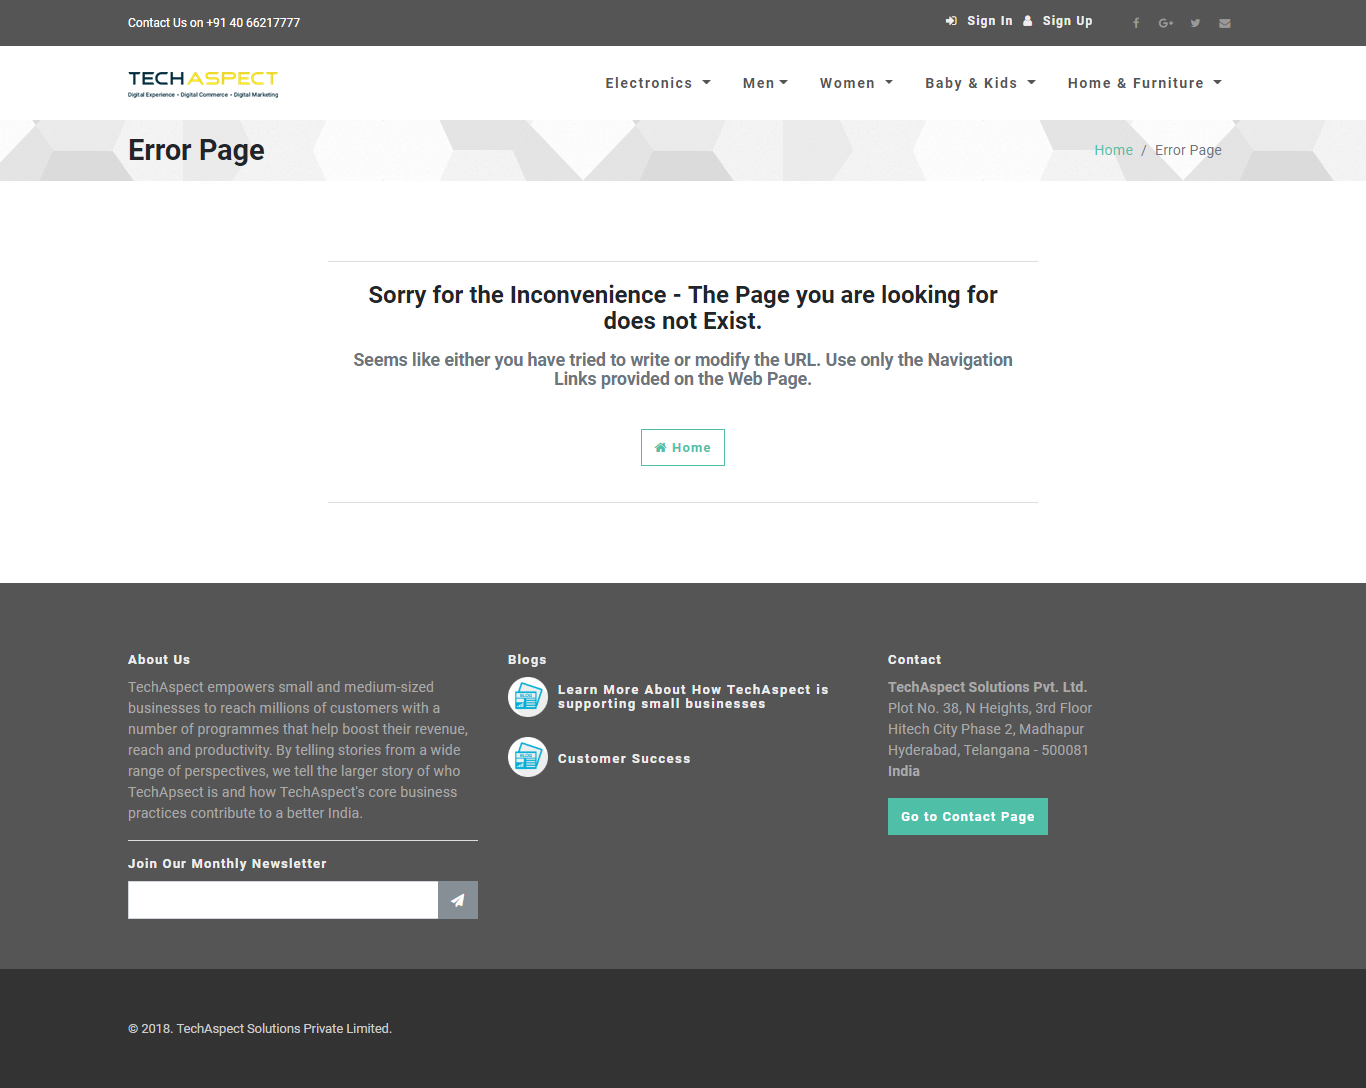 Contact Us on +91 40 66217777
Sign In Sign Up
TECHASPECT
Digital Experience • Digital Commerce • Digital Marketing
Electronics Men Women Baby & Kids Home & Furniture
Error Page
Home / Error Page
Sorry for the Inconvenience - The Page you are looking for
does not Exist.
Seems like either you have tried to write or modify the URL. Use only the Navigation
Links provided on the Web Page.
Home
About Us
TechAspect empowers small and medium-sized
businesses to reach millions of customers with a
number of programmes that help boost their revenue,
reach and productivity. By telling stories from a wide
range of perspectives, we tell the larger story of who
TechApsect is and how TechAspect's core business
practices contribute to a better India.
Join Our Monthly Newsletter
Blogs
BLOG
Learn More About How TechAspect is
supporting small businesses
BLOG
Customer Success
Contact
TechAspect Solutions Pvt. Ltd.
Plot No. 38, N Heights, 3rd Floor
Hitech City Phase 2, Madhapur
Hyderabad, Telangana - 500081
India
Go to Contact Page
© 2018. TechAspect Solutions Private Limited.